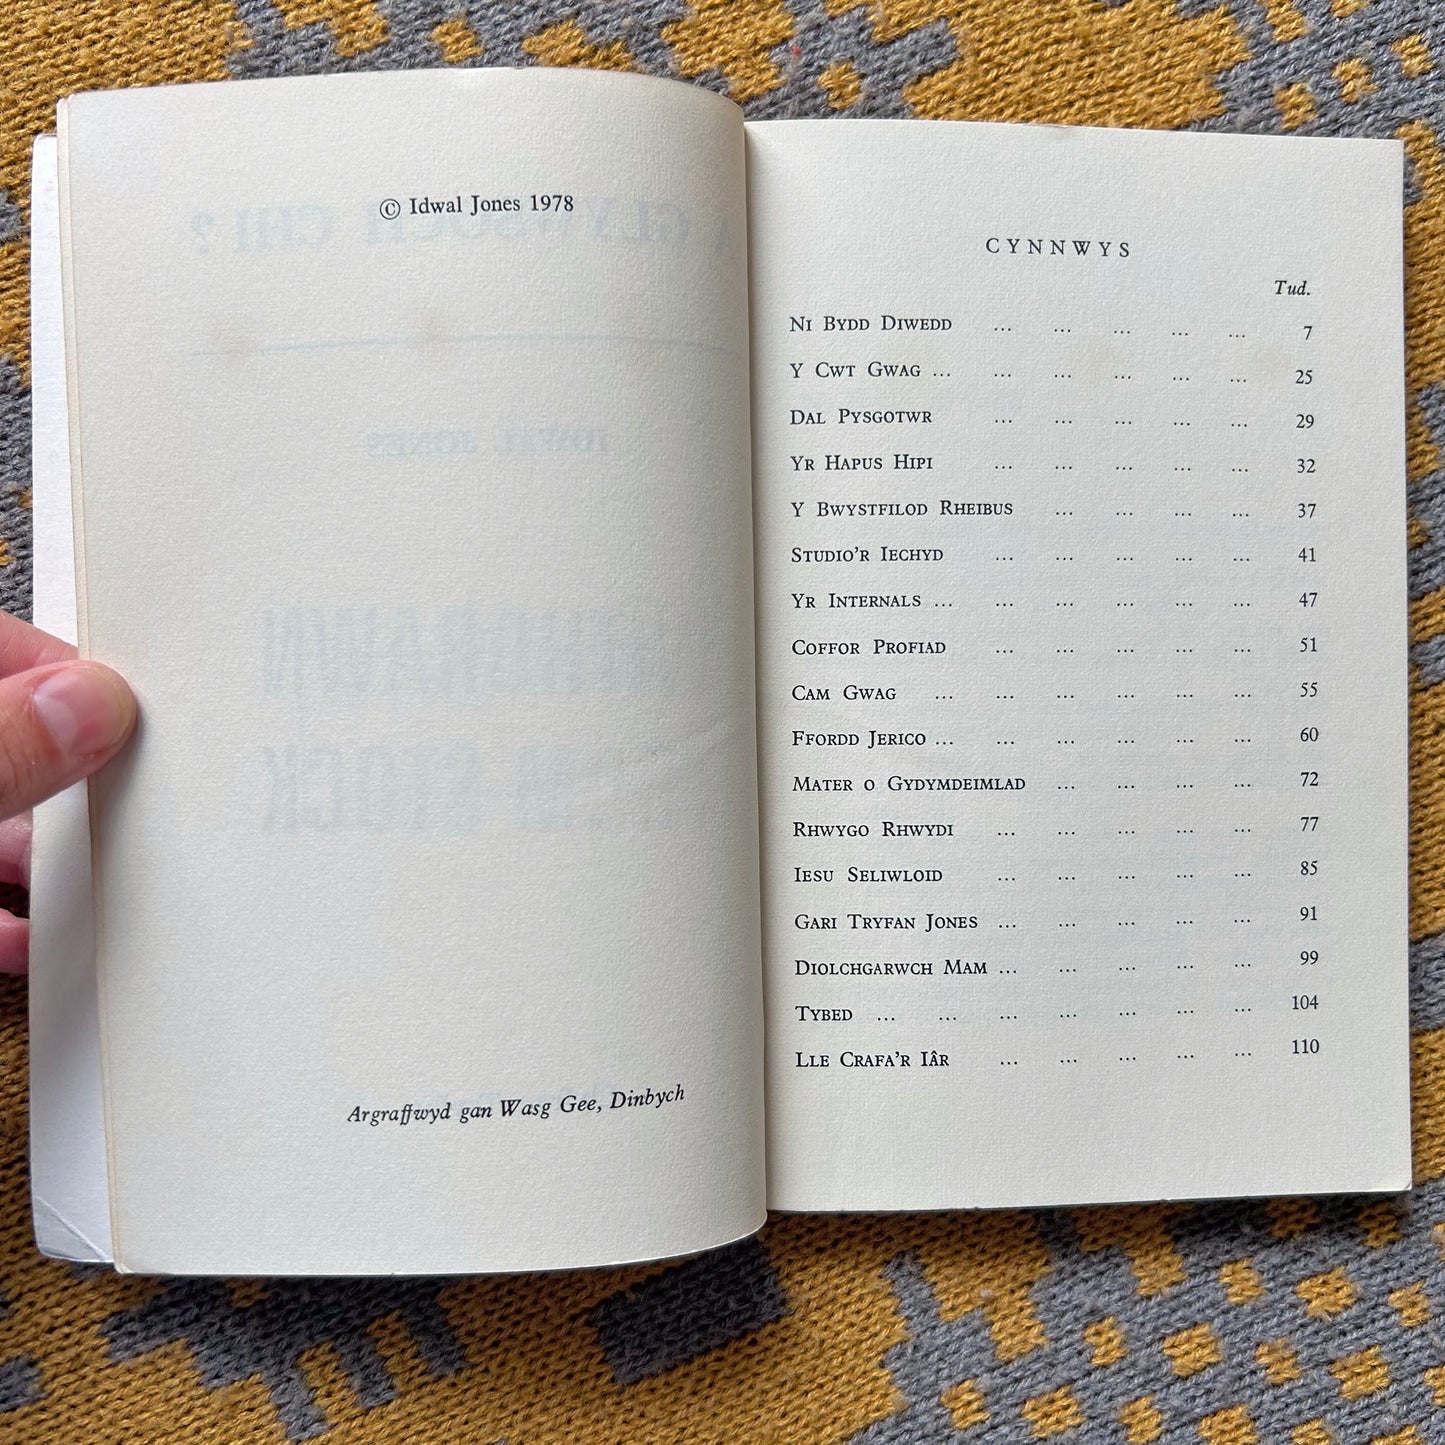 © Idwal Jones 1978
Argraffwyd gan Wasg Gee, Dinbych
CYNNWYS
Tud.
Ni Bydd Diwedd ... ... ... ... ... 7
Y Cwt Gwag ... ... ... ... ... ... 25
Dal Pysgotwr ... ... ... ... ... 29
Yr Hapus Hipi ... ... ... ... ... 32
Y Bwystfilod Rheibus ... ... ... ... 37
Studio'r Iechyd ... ... ... ... ... 41
Yr Internals ... ... ... ... ... ... 47
Coffor Profiad ... ... ... ... ... 51
Cam Gwag ... ... ... ... ... ... 55
Ffordd Jerico ... ... ... ... ... ... 60
Mater o Gydymdeimlad ... ... ... ... 72
Rhwygo Rhwydi ... ... ... ... ... 77
Iesu Seliwloid ... ... ... ... ... 85
Gari Tryfan Jones ... ... ... ... ... 91
Diolchgarwch Mam ... ... ... ... ... 99
Tybed ... ... ... ... ... ... ... 104
Lle Crafa'r Iâr ... ... ... ... ... 110